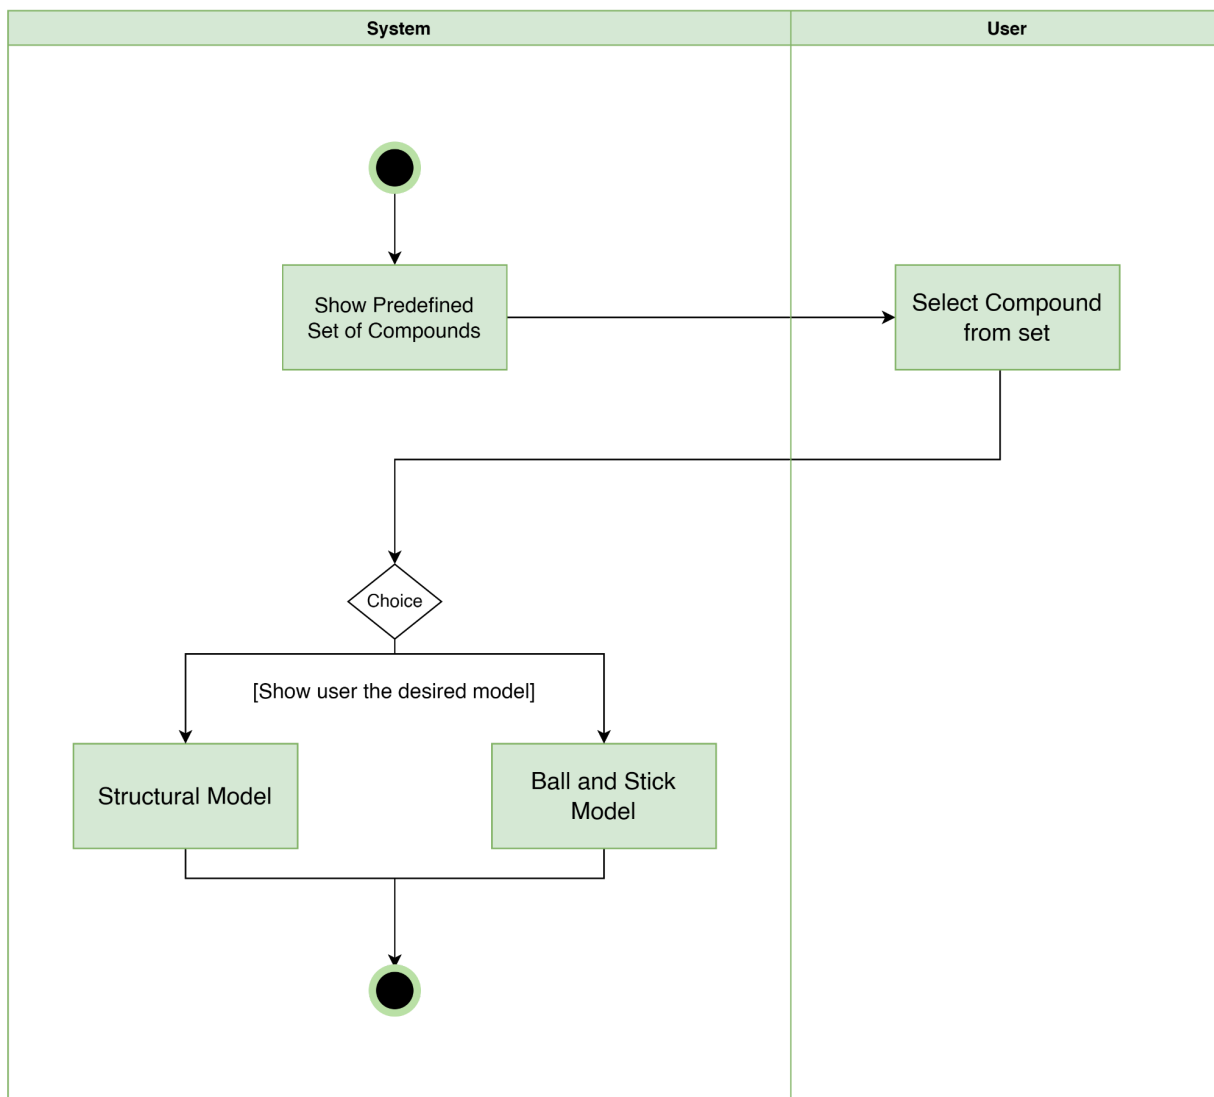 System
User
Show Predefined
Set of Compounds
Select Compound
from set
Choice
[Show user the desired model]
Structural Model
Ball and Stick
Model